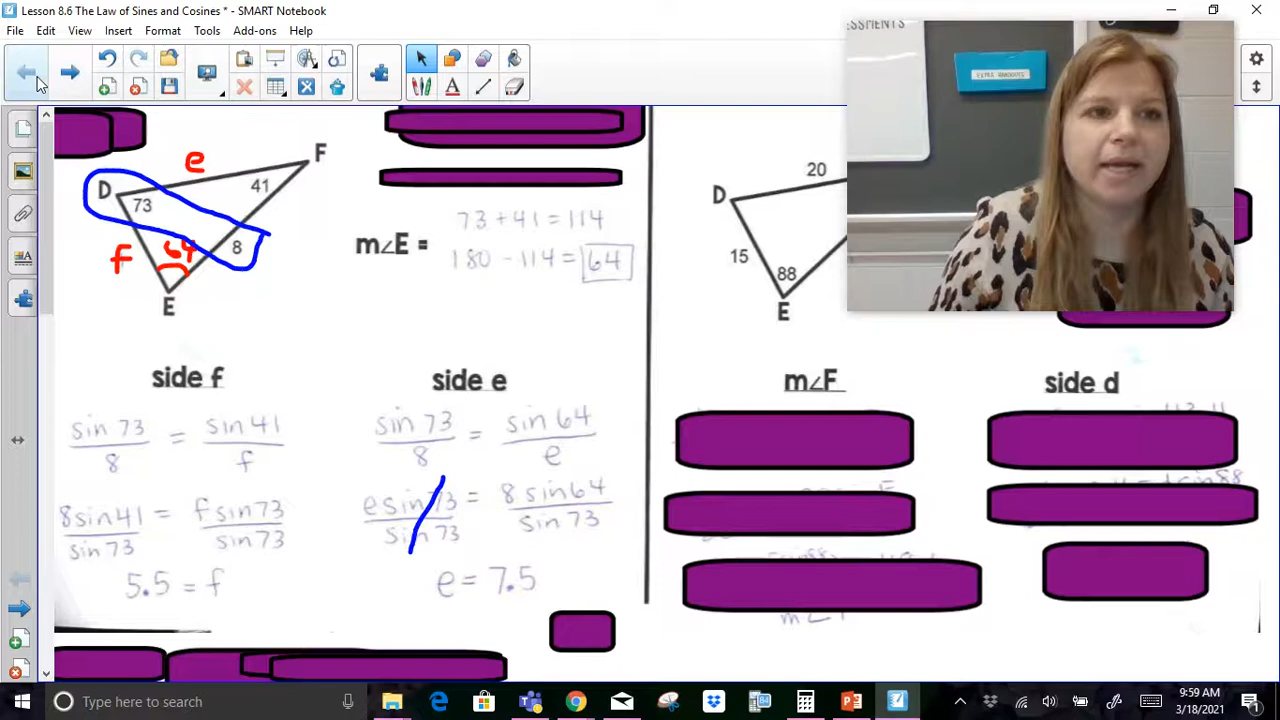 Lesson 8.6 The Law of Sines and Cosines * - SMART Notebook
File Edit View Insert Format Tools Add-ons Help
D
73
e
F
41
f
64
8
E
m∠E =
73 + 41 = 114
180 - 114 = 64
side f
sin 73 / 8 = sin 41 / f
8 sin 41 / sin 73 = f sin 73 / sin 73
5.5 = f
side e
sin 73 / 8 = sin 64 / e
e sin 73 / sin 73 = 8 sin 64 / sin 73
e = 7.5
D
20
15
88
E
m∠F
side d
EXTRA HANDOUTS
Type here to search
9:59 AM
3/18/2021